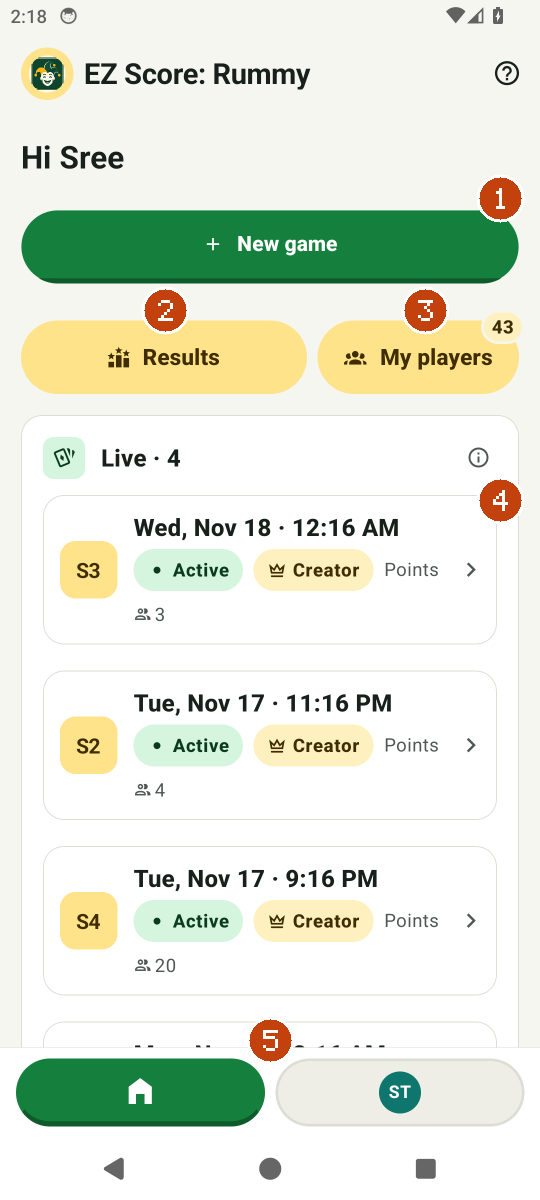 2:18
EZ Score: Rummy
Hi Sree
1
+ New game
2
3
43
Results
My players
Live · 4
4
Wed, Nov 18 · 12:16 AM
S3
• Active
Creator
Points
3
Tue, Nov 17 · 11:16 PM
S2
• Active
Creator
Points
4
Tue, Nov 17 · 9:16 PM
S4
• Active
Creator
Points
20
5
ST